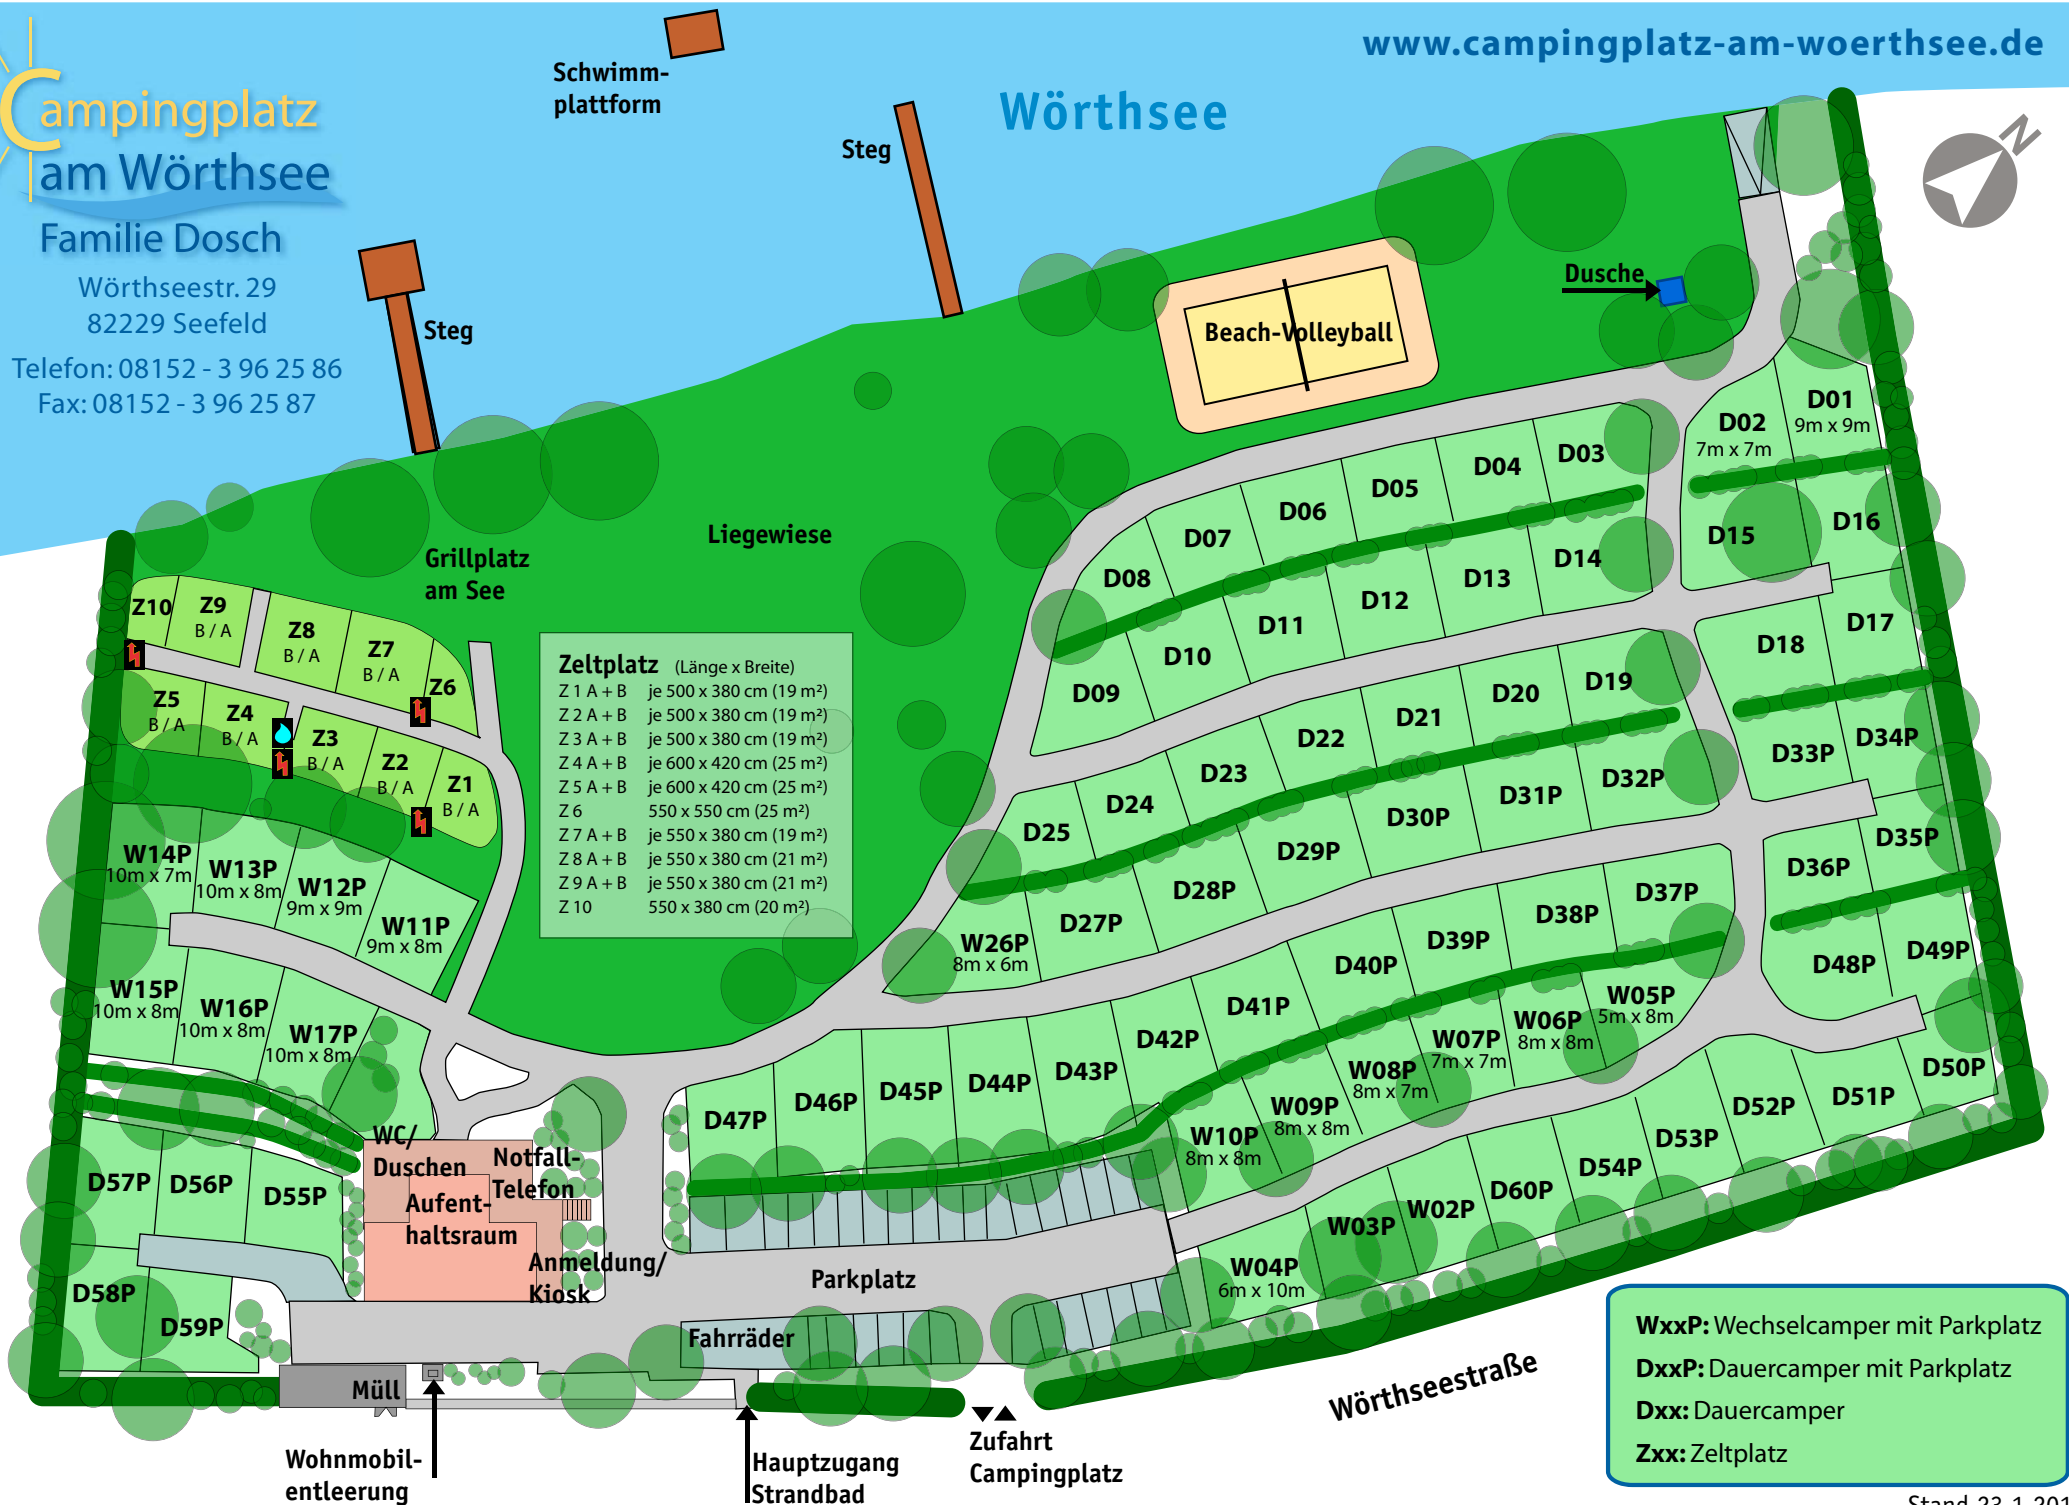 www.campingplatz-am-woerthsee.de
Campingplatz
am Wörthsee
Familie Dosch
Wörthseestr. 29
82229 Seefeld
Telefon: 08152 - 3 96 25 86
Fax: 08152 - 3 96 25 87
Schwimm-
plattform
Wörthsee
Steg
Steg
N
Dusche
Beach-Volleyball
Liegewiese
Grillplatz
am See
D01
9m x 9m
D02
7m x 7m
D03
D04
D05
D06
D07
D08
D09
D10
D11
D12
D13
D14
D15
D16
D17
D18
D19
D20
D21
D22
D23
D24
D25
W26P
8m x 6m
D27P
D28P
D29P
D30P
D31P
D32P
D33P
D34P
D35P
D36P
D37P
D38P
D39P
D40P
D41P
D42P
D43P
D44P
D45P
D46P
D47P
D48P
D49P
D50P
D51P
D52P
D53P
D54P
D60P
W02P
W03P
W04P
6m x 10m
W05P
5m x 8m
W06P
8m x 8m
W07P
7m x 7m
W08P
8m x 7m
W09P
8m x 8m
W10P
8m x 8m
Z10
Z9
B / A
Z8
B / A
Z7
B / A
Z6
Z5
B / A
Z4
B / A
Z3
B / A
Z2
B / A
Z1
B / A
Zeltplatz (Länge x Breite)
Z 1 A + B je 500 x 380 cm (19 m²)
Z 2 A + B je 500 x 380 cm (19 m²)
Z 3 A + B je 500 x 380 cm (19 m²)
Z 4 A + B je 600 x 420 cm (25 m²)
Z 5 A + B je 600 x 420 cm (25 m²)
Z 6 550 x 550 cm (25 m²)
Z 7 A + B je 550 x 380 cm (19 m²)
Z 8 A + B je 550 x 380 cm (21 m²)
Z 9 A + B je 550 x 380 cm (21 m²)
Z 10 550 x 380 cm (20 m²)
W14P
10m x 7m
W13P
10m x 8m
W12P
9m x 9m
W11P
9m x 8m
W15P
10m x 8m
W16P
10m x 8m
W17P
10m x 8m
D57P
D56P
D55P
D58P
D59P
WC/
Duschen
Notfall-
Telefon
Aufent-
haltsraum
Anmeldung/
Kiosk
Parkplatz
Fahrräder
Müll
Wohnmobil-
entleerung
Hauptzugang
Strandbad
Zufahrt
Campingplatz
Wörthseestraße
WxxP: Wechselcamper mit Parkplatz
DxxP: Dauercamper mit Parkplatz
Dxx: Dauercamper
Zxx: Zeltplatz